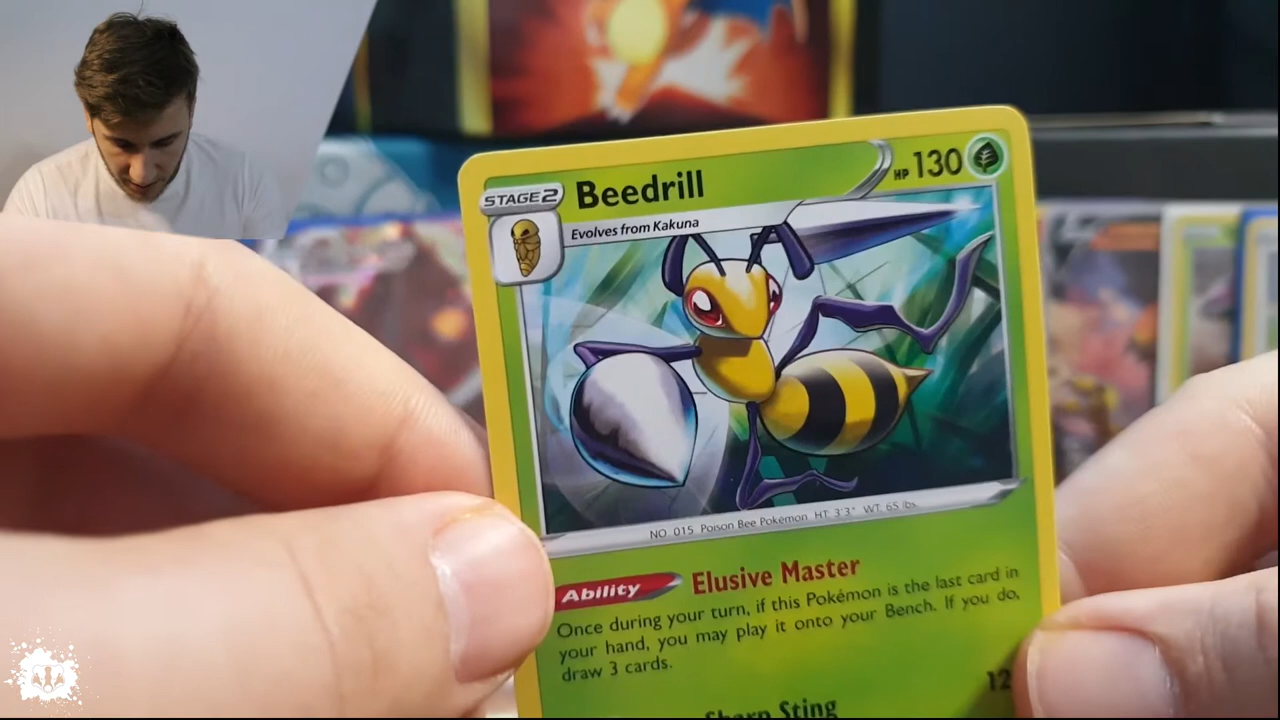 STAGE 2
Beedrill
HP 130
Evolves from Kakuna
NO. 015 Poison Bee Pokémon HT: 3'3" WT: 65 lbs.
Ability Elusive Master
Once during your turn, if this Pokémon is the last card in
your hand, you may play it onto your Bench. If you do,
draw 3 cards.
Sharp Sting
12